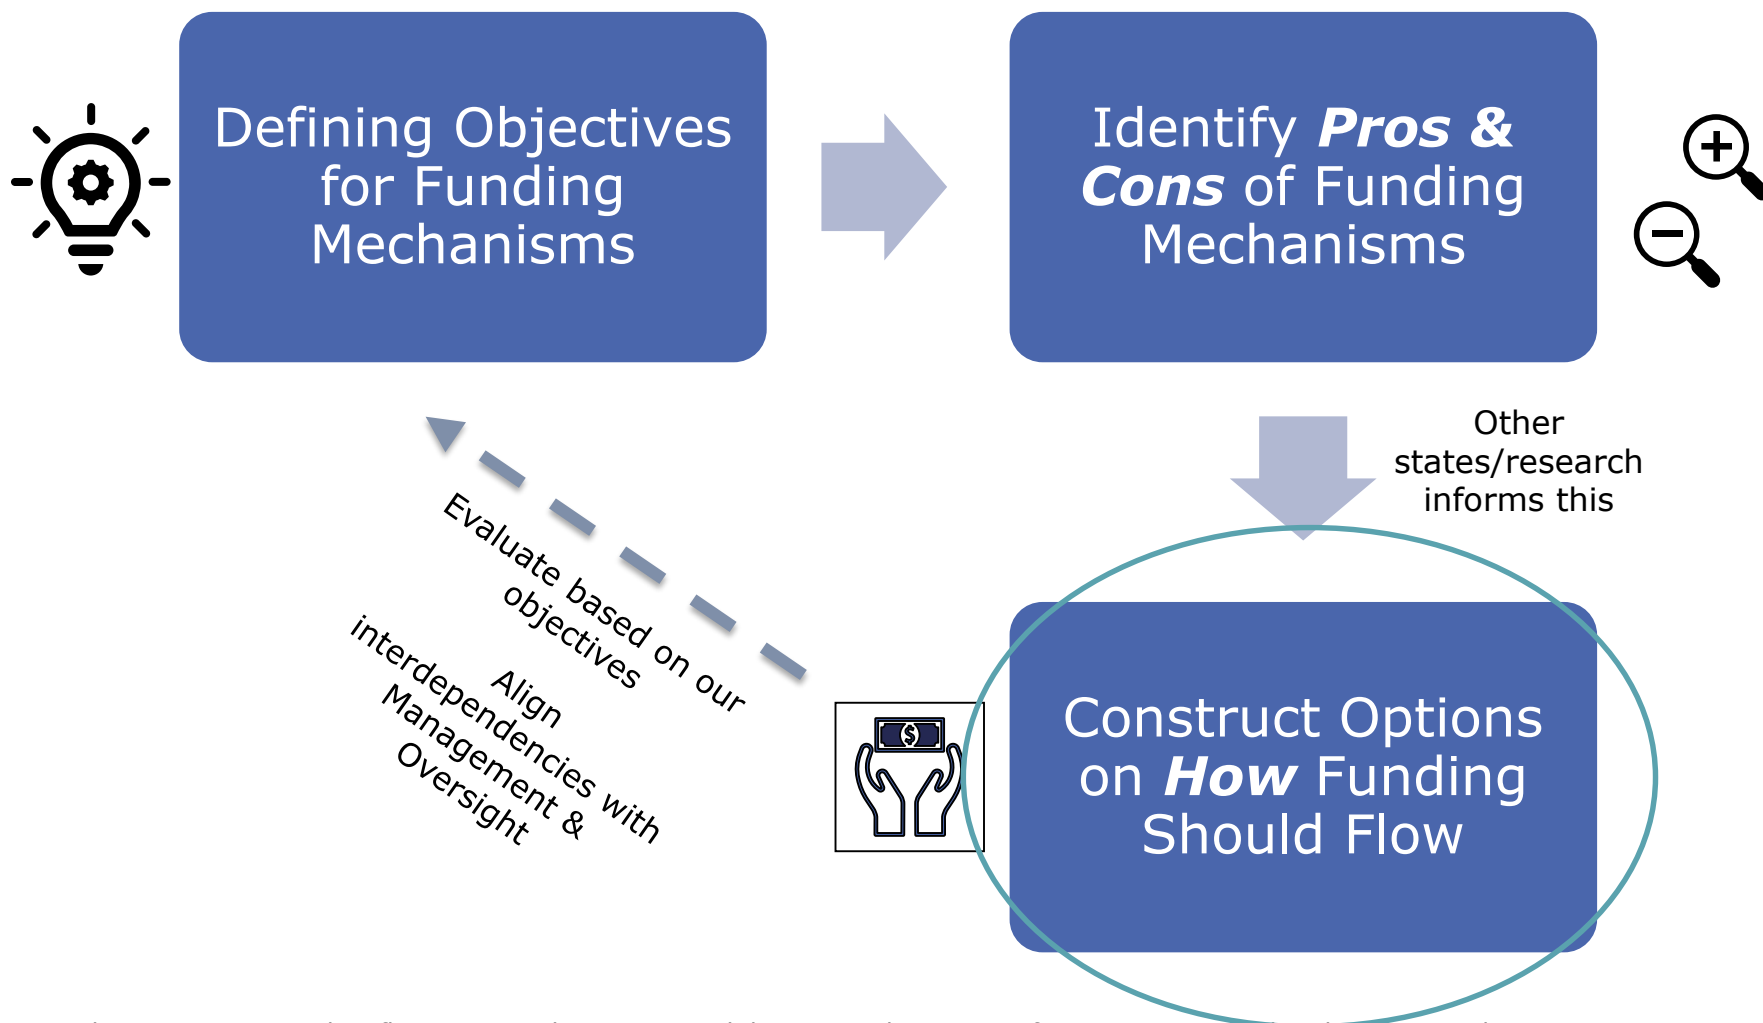 Defining Objectives
for Funding
Mechanisms
Identify Pros &
Cons of Funding
Mechanisms
Other
states/research
informs this
Evaluate based on our
objectives
Align
interdependencies with
Management &
Oversight
$
Construct Options
on How Funding
Should Flow